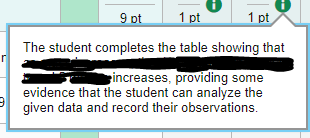 9 pt 1 pt 1 pt
The student completes the table showing that
increases, providing some
evidence that the student can analyze the
given data and record their observations.